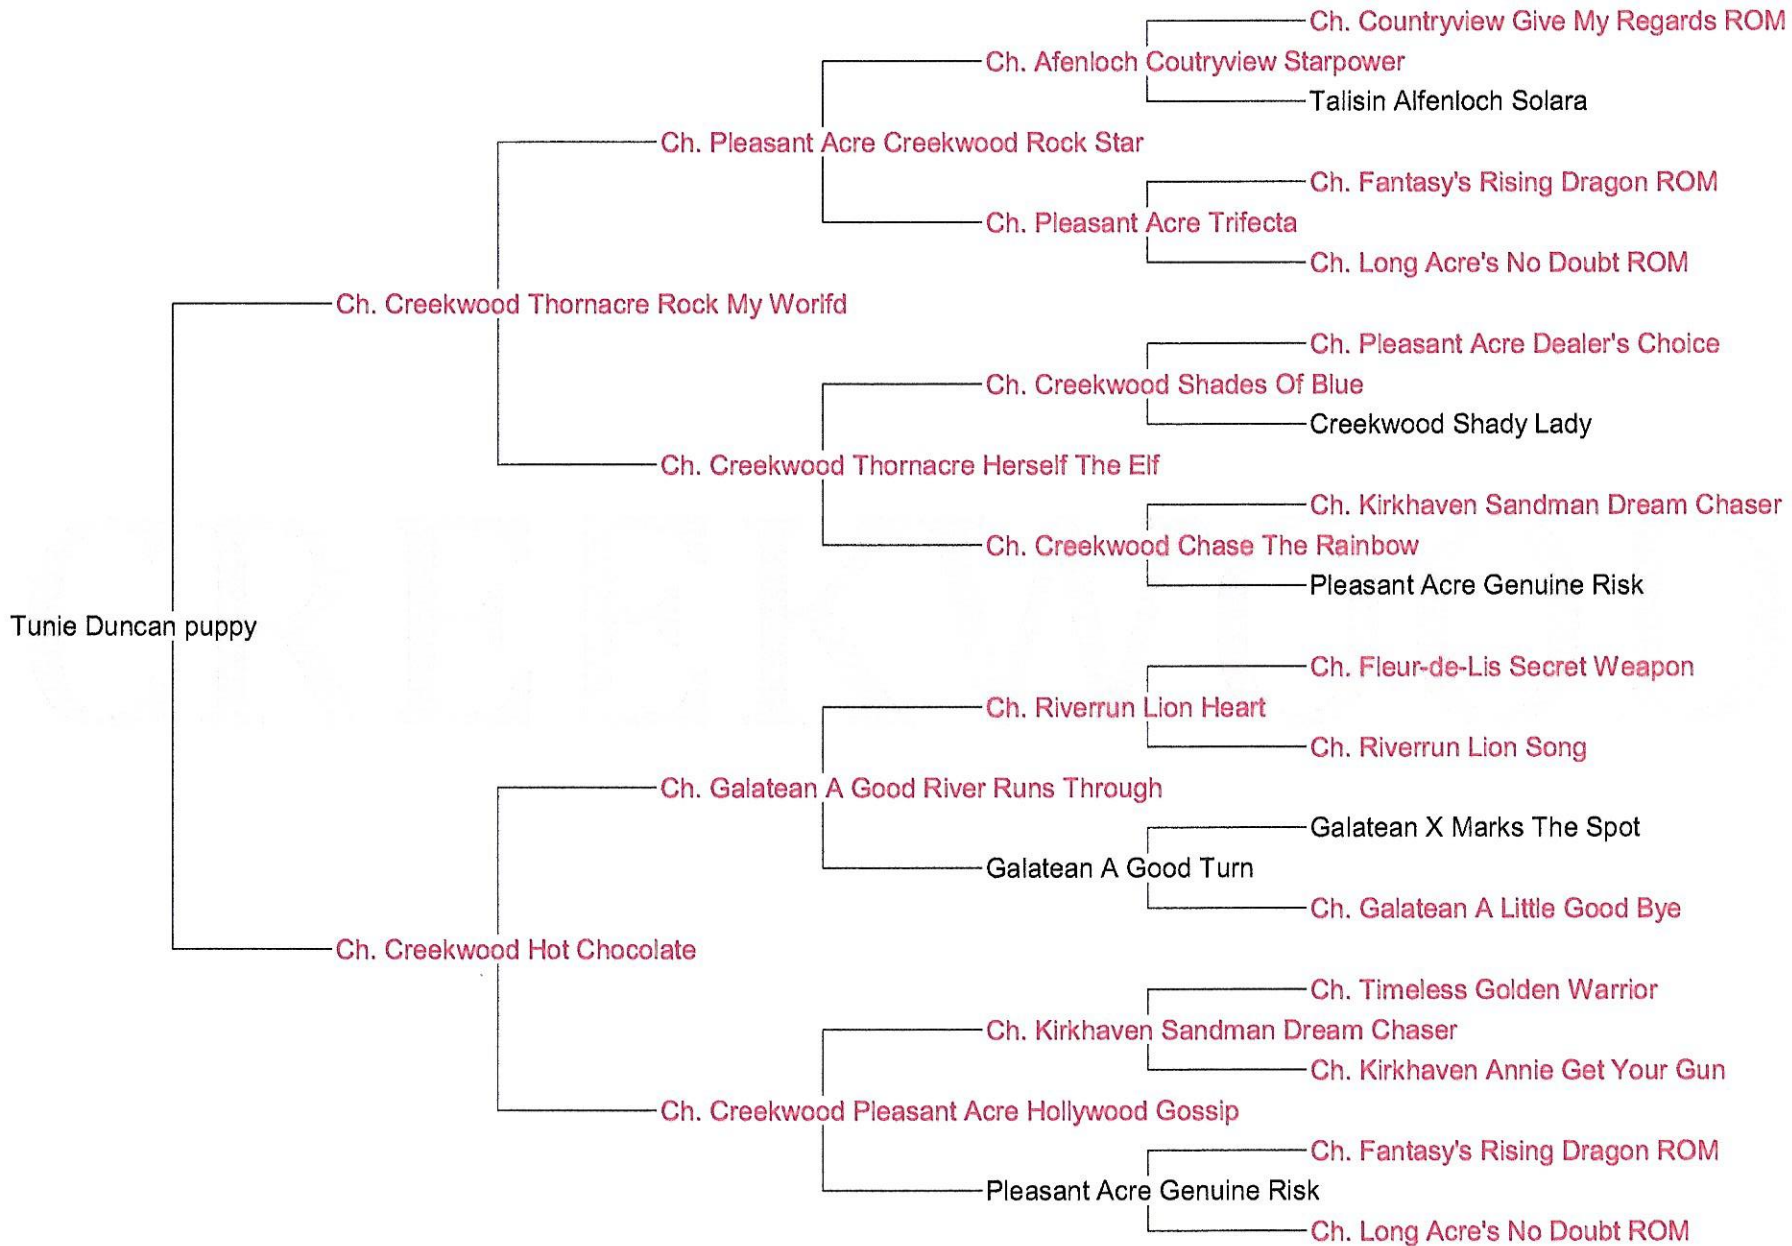 Ch. Countryview Give My Regards ROM
Ch. Afenloch Coutryview Starpower
Talisin Alfenloch Solara
Ch. Pleasant Acre Creekwood Rock Star
Ch. Fantasy's Rising Dragon ROM
Ch. Pleasant Acre Trifecta
Ch. Long Acre's No Doubt ROM
Ch. Creekwood Thornacre Rock My Worlfd
Ch. Pleasant Acre Dealer's Choice
Ch. Creekwood Shades Of Blue
Creekwood Shady Lady
Ch. Creekwood Thornacre Herself The Elf
Ch. Kirkhaven Sandman Dream Chaser
Ch. Creekwood Chase The Rainbow
Pleasant Acre Genuine Risk
Tunie Duncan puppy
Ch. Fleur-de-Lis Secret Weapon
Ch. Riverrun Lion Heart
Ch. Riverrun Lion Song
Ch. Galatean A Good River Runs Through
Galatean X Marks The Spot
Galatean A Good Turn
Ch. Galatean A Little Good Bye
Ch. Creekwood Hot Chocolate
Ch. Timeless Golden Warrior
Ch. Kirkhaven Sandman Dream Chaser
Ch. Kirkhaven Annie Get Your Gun
Ch. Creekwood Pleasant Acre Hollywood Gossip
Ch. Fantasy's Rising Dragon ROM
Pleasant Acre Genuine Risk
Ch. Long Acre's No Doubt ROM